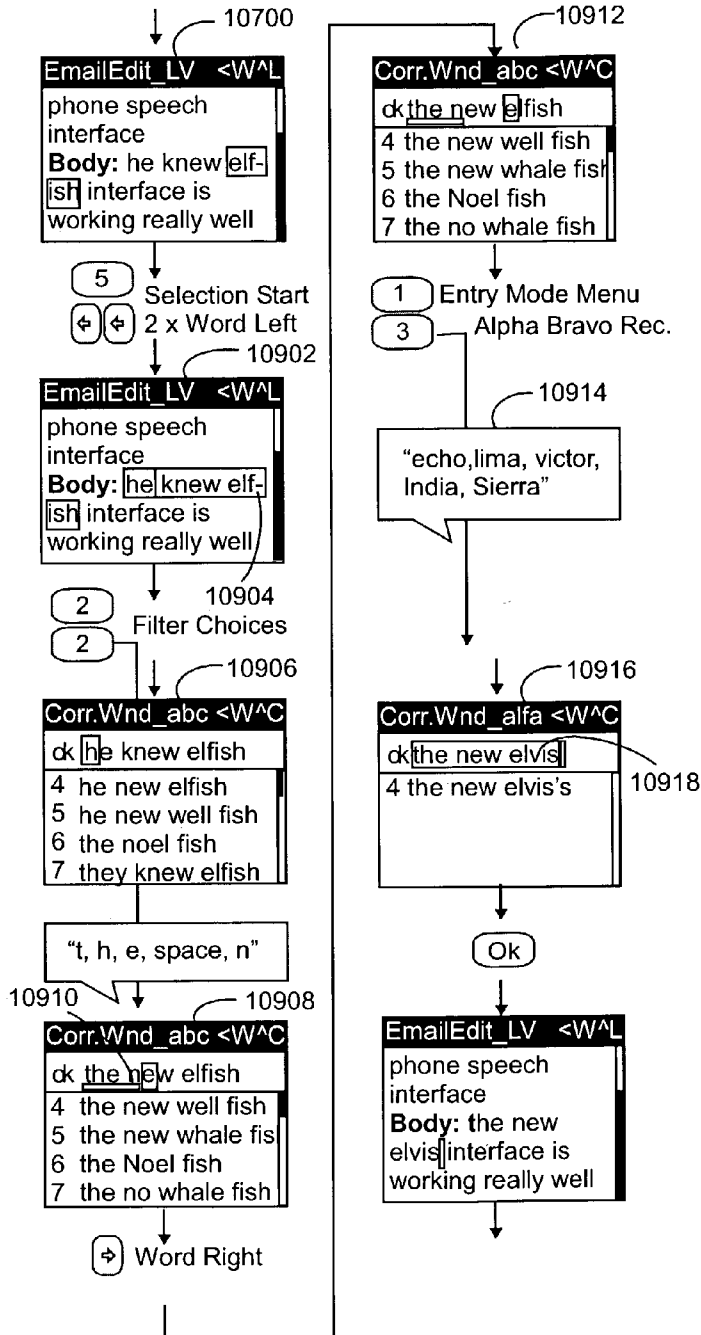 10700
EmailEdit_LV <W^L
phone speech
interface
Body: he knew elf-
ish interface is
working really well
5
Selection Start
2 x Word Left
10902
EmailEdit_LV <W^L
phone speech
interface
Body: he knew elf-
ish interface is
working really well
10904
2
2
Filter Choices
10906
Corr.Wnd_abc <W^C
ok he knew elfish
4 he new elfish
5 he new well fish
6 the noel fish
7 they knew elfish
"t, h, e, space, n"
10910
10908
Corr.Wnd_abc <W^C
ok the new elfish
4 the new well fish
5 the new whale fis
6 the Noel fish
7 the no whale fish
Word Right
10912
Corr.Wnd_abc <W^C
ok the new elfish
4 the new well fish
5 the new whale fish
6 the Noel fish
7 the no whale fish
1 Entry Mode Menu
3 Alpha Bravo Rec.
10914
"echo,lima, victor,
India, Sierra"
10916
Corr.Wnd_alfa <W^C
ok the new elvis
10918
4 the new elvis's
Ok
EmailEdit_LV <W^L
phone speech
interface
Body: the new
elvis interface is
working really well